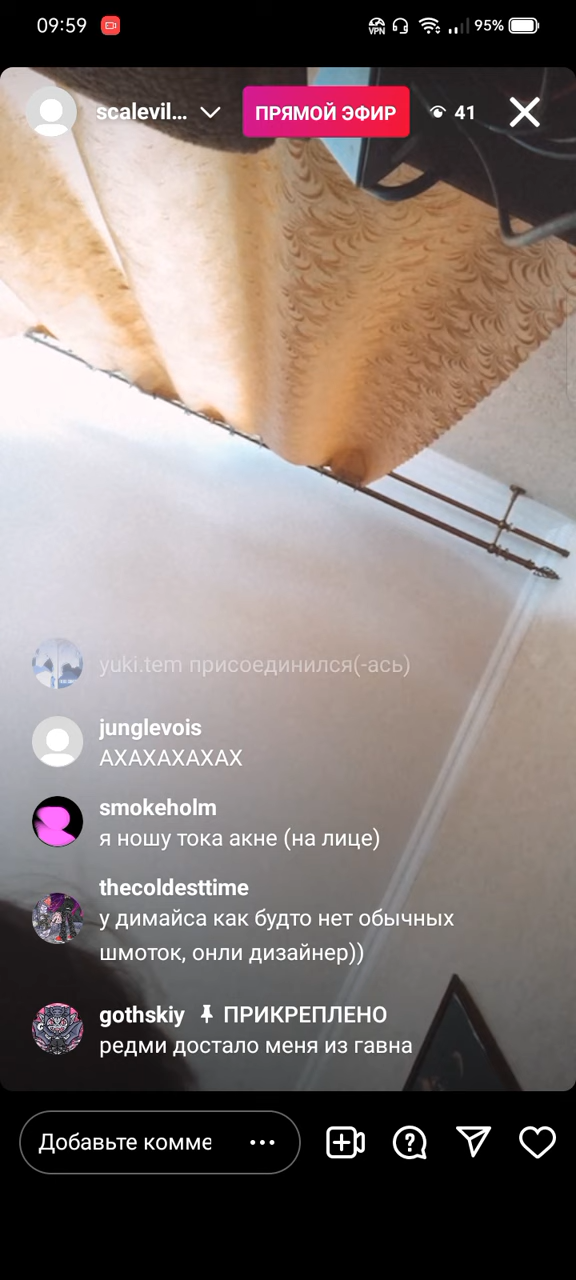 09:59
VPN
95%
scalevil...
ПРЯМОЙ ЭФИР
41
yuki.tem присоединился(-ась)
junglevois
АХАХАХАХАХ
smokeholm
я ношу тока акне (на лице)
thecoldesttime
у димайса как будто нет обычных
шмоток, онли дизайнер))
gothskiy ПРИКРЕПЛЕНО
редми достало меня из гавна
Добавьте комме